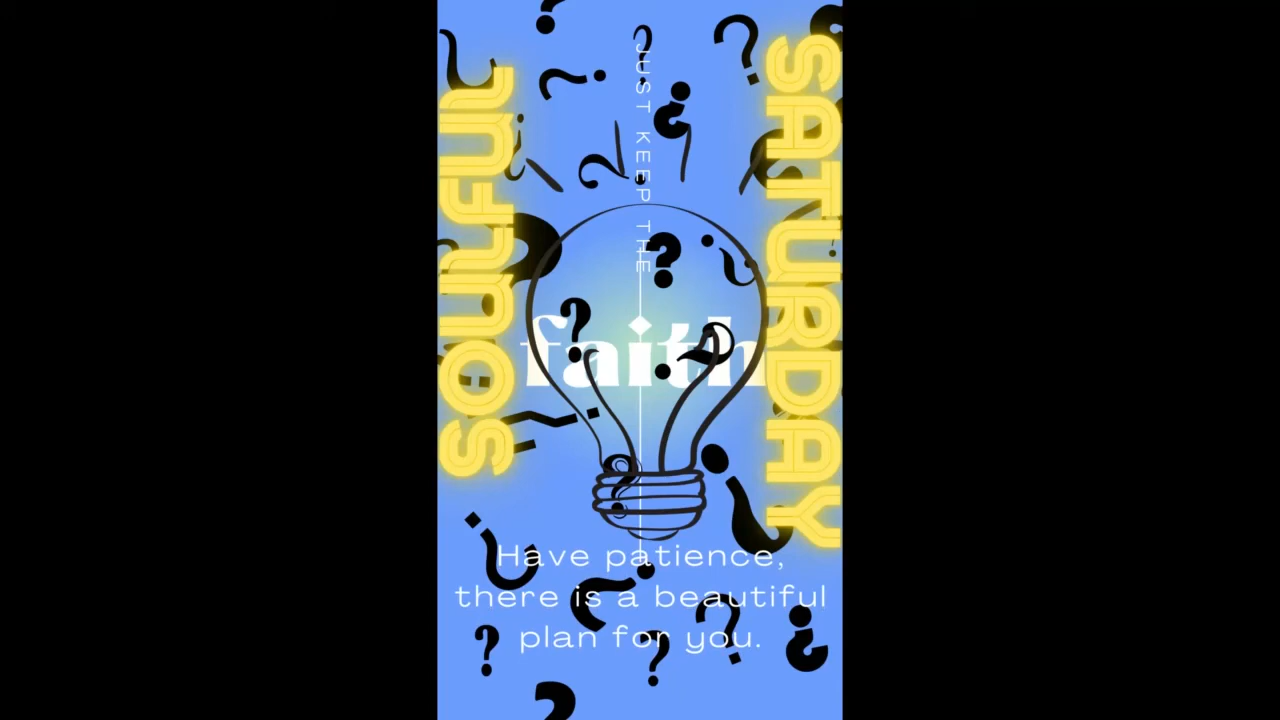 SOULFUL
SATURDAY
JUST KEEP THE
faith
Have patience,
there is a beautiful
plan for you.